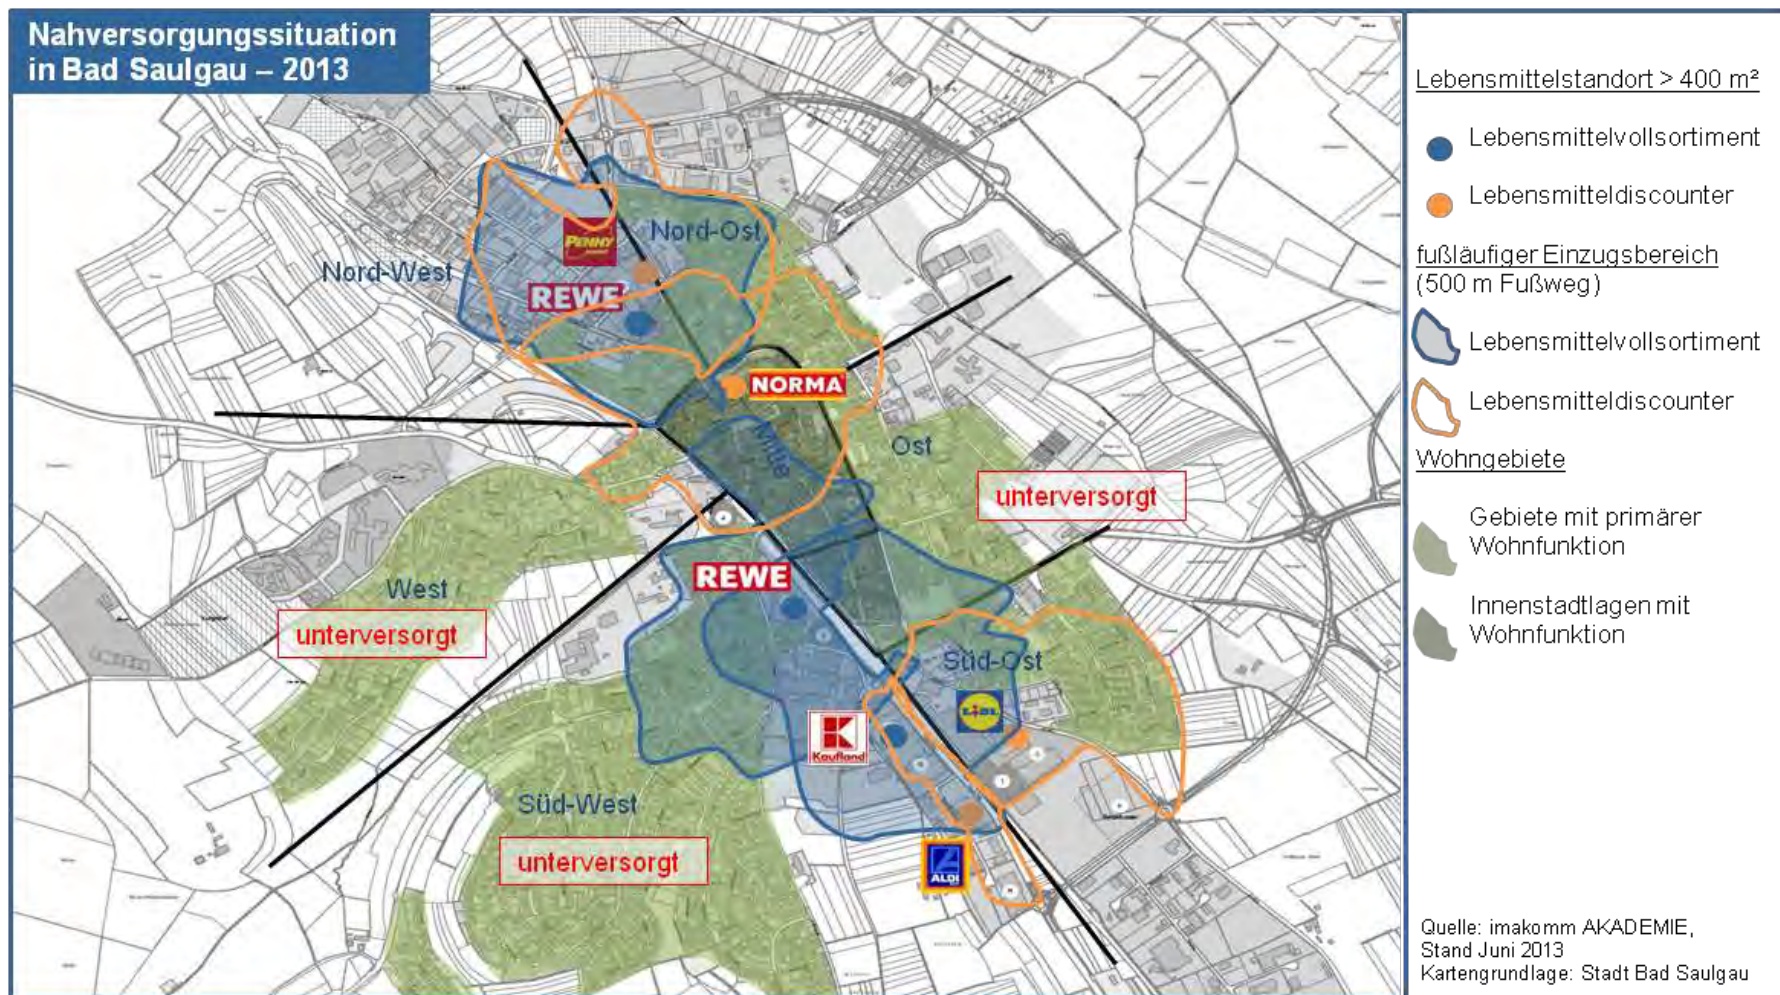 Nahversorgungssituation
in Bad Saulgau – 2013
Nord-Ost
PENNY
Nord-West
REWE
NORMA
Mitte
Ost
unterversorgt
REWE
West
unterversorgt
Süd-Ost
LIDL
K
Kaufland
Süd-West
unterversorgt
ALDI
Lebensmittelstandort > 400 m²
Lebensmittelvollsortiment
Lebensmitteldiscounter
fußläufiger Einzugsbereich
(500 m Fußweg)
Lebensmittelvollsortiment
Lebensmitteldiscounter
Wohngebiete
Gebiete mit primärer
Wohnfunktion
Innenstadtlagen mit
Wohnfunktion
Quelle: imakomm AKADEMIE,
Stand Juni 2013
Kartengrundlage: Stadt Bad Saulgau